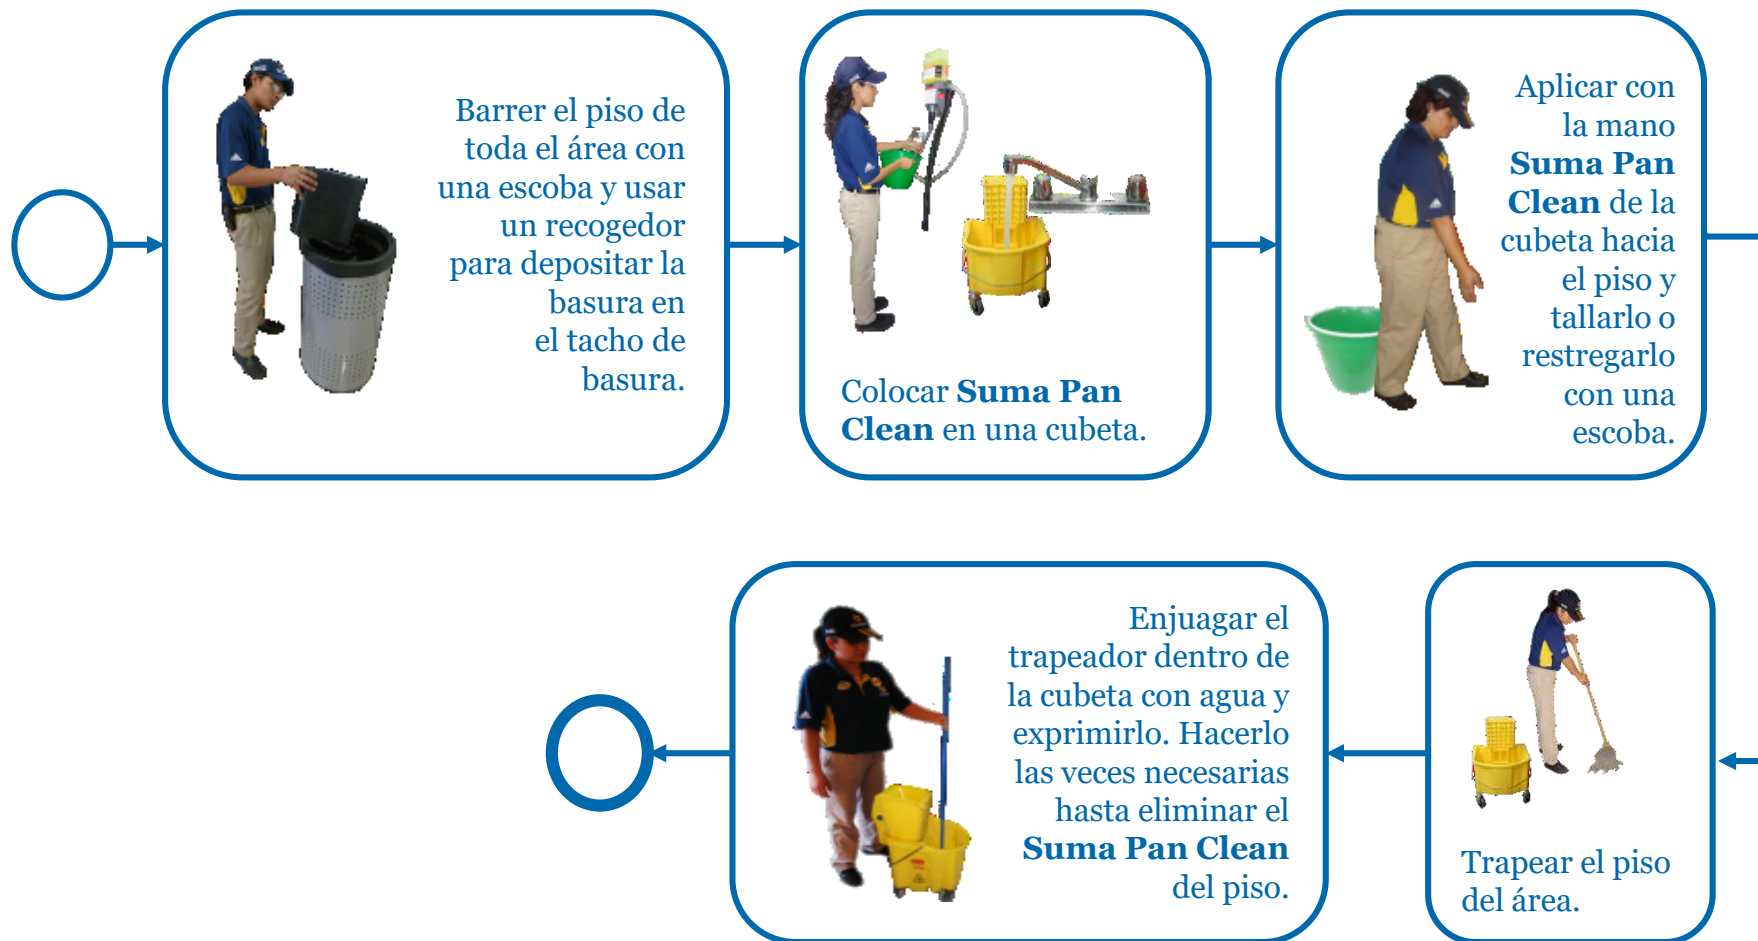 Barrer el piso de
toda el área con
una escoba y usar
un recogedor
para depositar la
basura en
el tacho de
basura.
Colocar Suma Pan
Clean en una cubeta.
Aplicar con
la mano
Suma Pan
Clean de la
cubeta hacia
el piso y
tallarlo o
restregarlo
con una
escoba.
Trapear el piso
del área.
Enjuagar el
trapeador dentro de
la cubeta con agua y
exprimirlo. Hacerlo
las veces necesarias
hasta eliminar el
Suma Pan Clean
del piso.